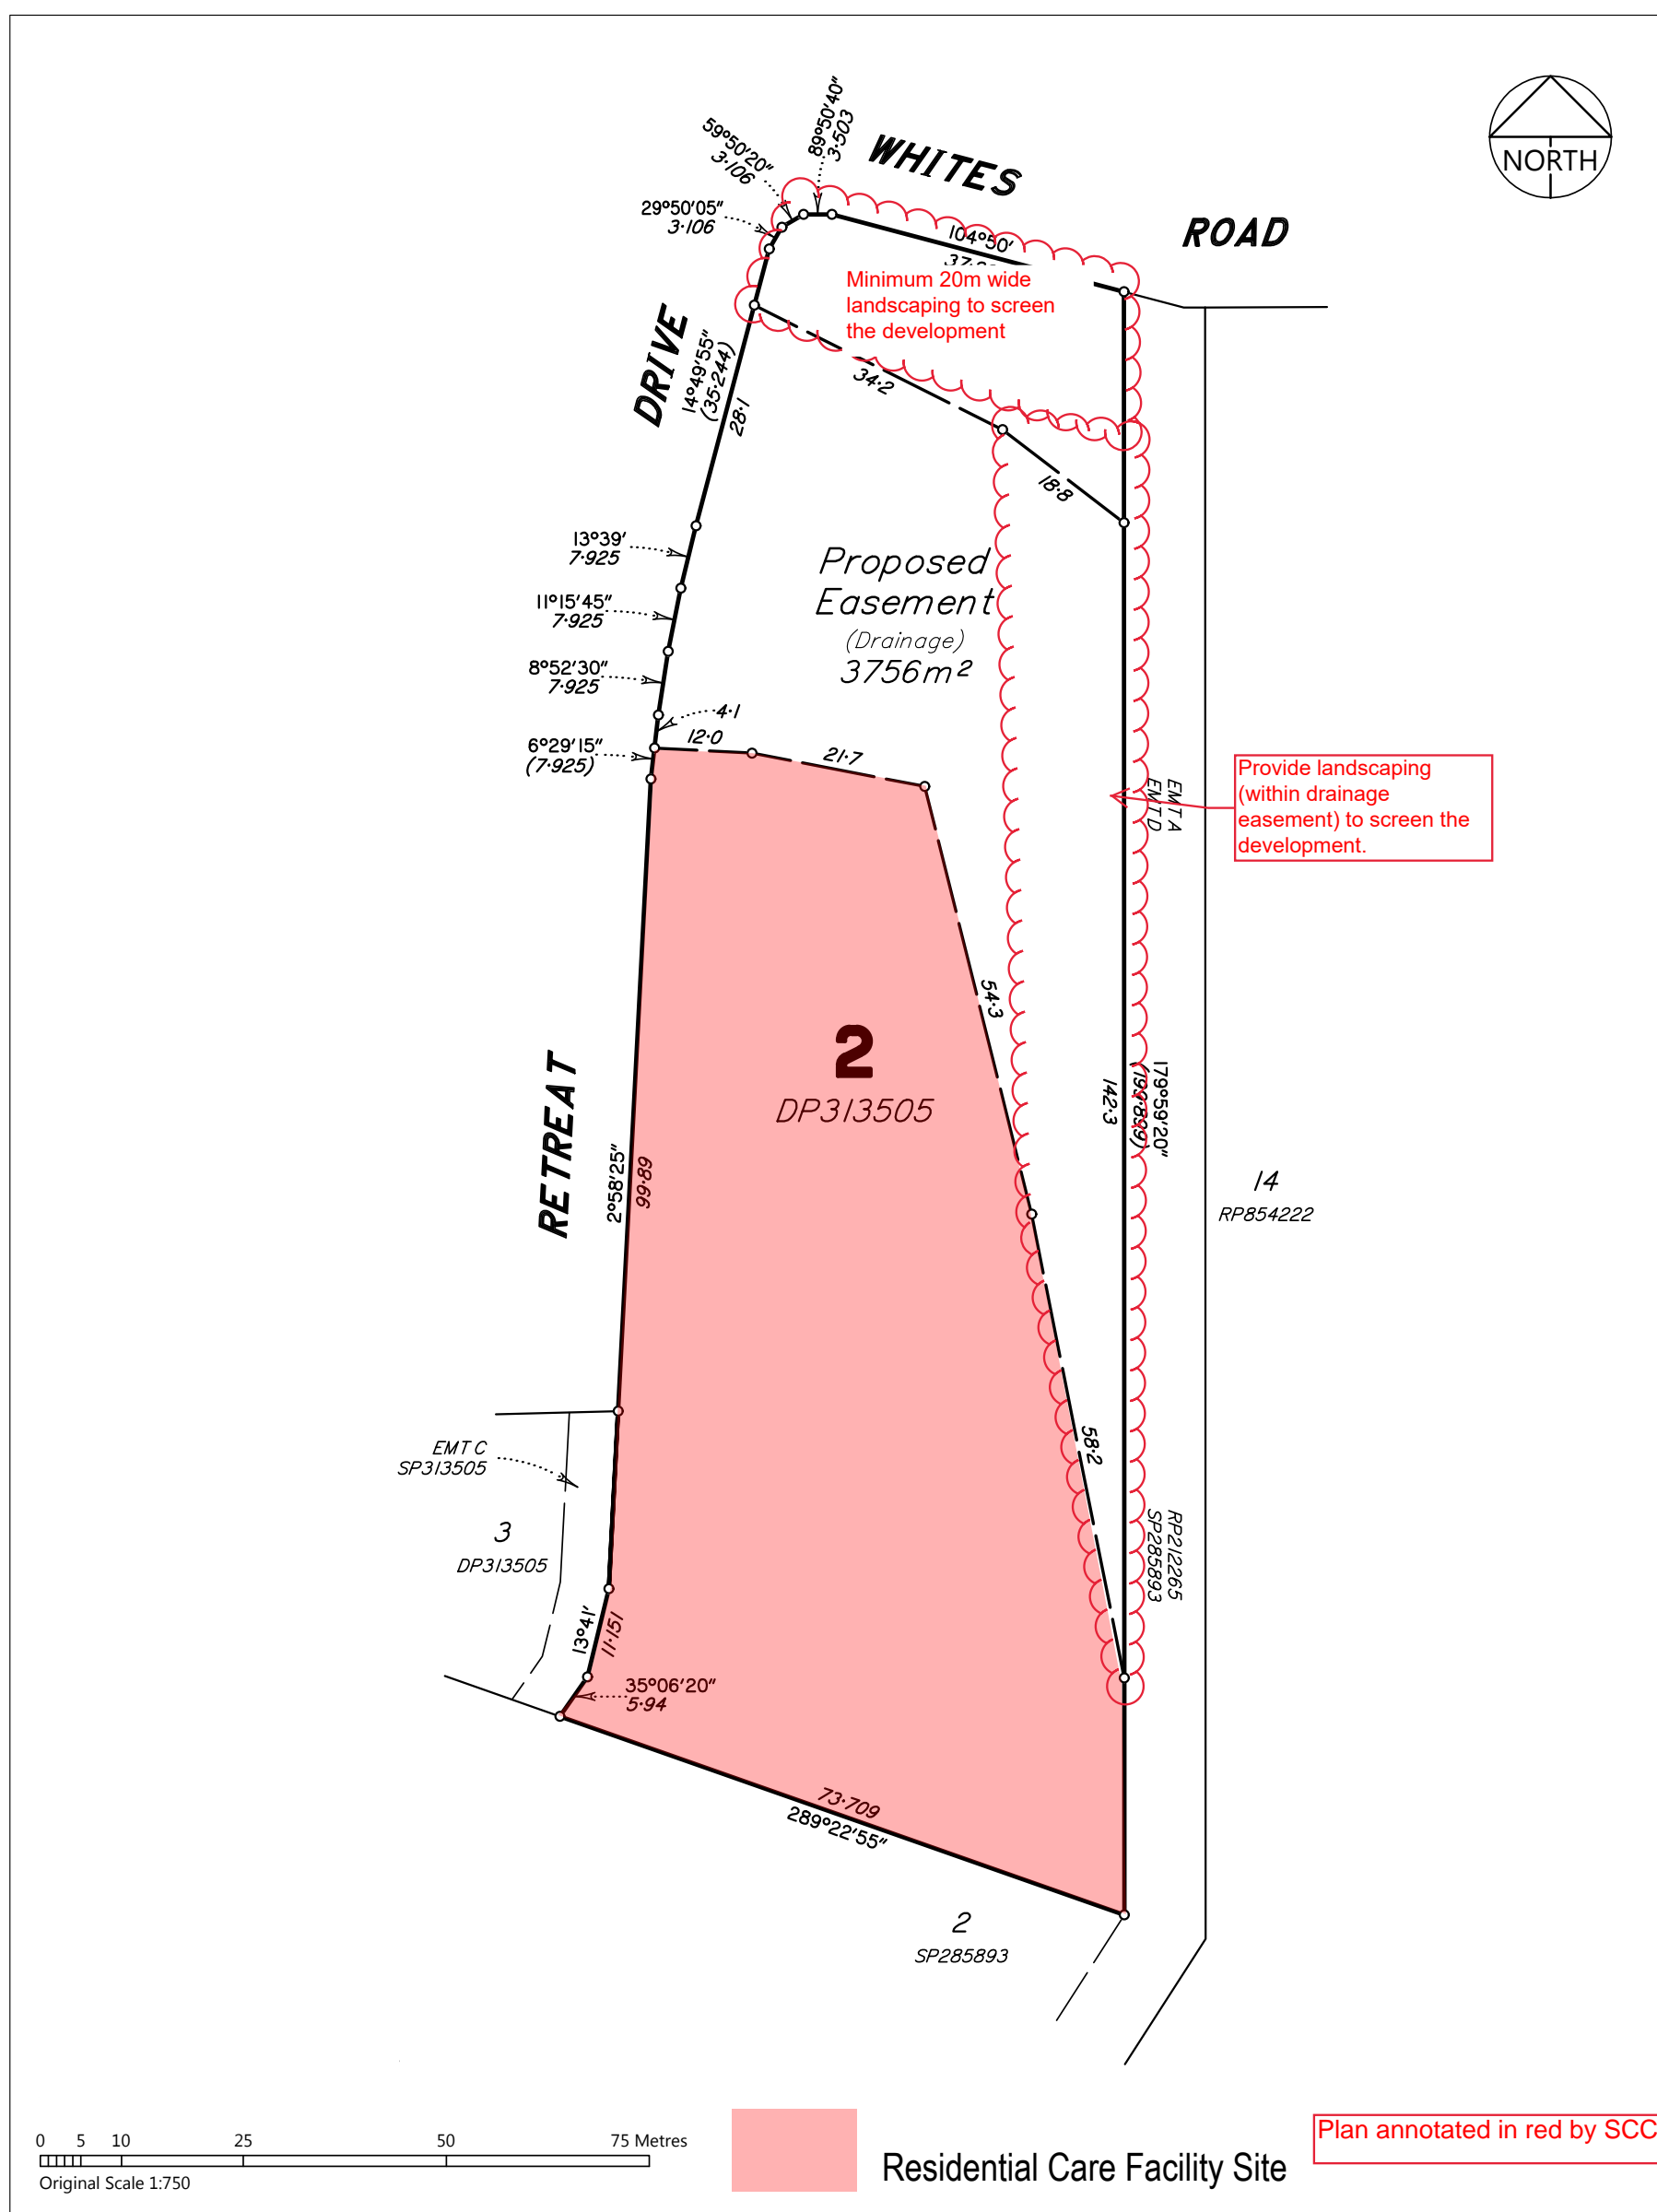 NORTH
WHITES
ROAD
89°50'40"
3·503
59°50'20"
3·106
29°50'05"
3·106
104°50'
Minimum 20m wide
landscaping to screen
the development
DRIVE
14°49'55"
(35·244)
28·1
34·2
18·8
13°39'
7·925
11°15'45"
7·925
8°52'30"
7·925
Proposed
Easement
(Drainage)
3756m²
4·1
12·0
21·7
6°29'15"
(7·925)
EMT A
EMT D
Provide landscaping
(within drainage
easement) to screen the
development.
54·3
2
DP313505
RETREAT
2°58'25"
99·89
142·3
179°59'20"
(199·899)
14
RP854222
58·2
EMT C
SP313505
3
DP313505
RP212265
SP285893
13°41'
11·151
35°06'20"
5·94
73·709
289°22'55"
2
SP285893
0 5 10 25 50 75 Metres
Original Scale 1:750
Residential Care Facility Site
Plan annotated in red by SCC